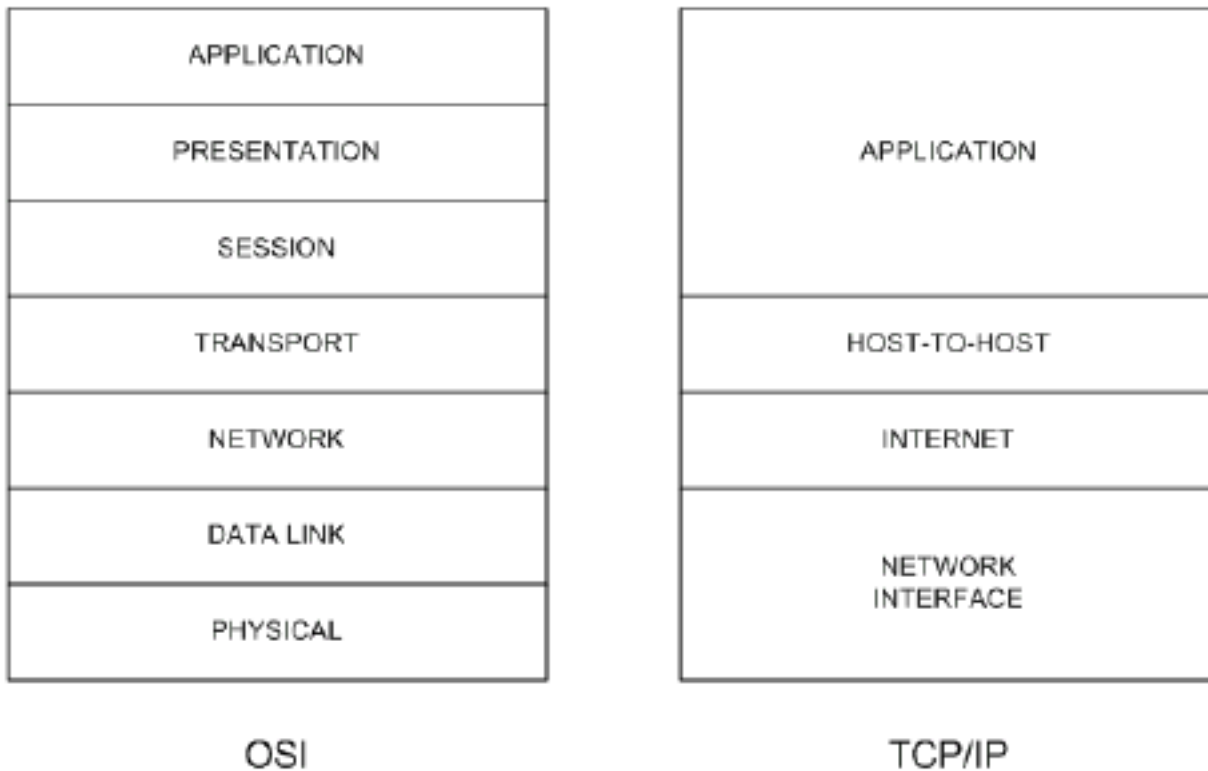 APPLICATION
PRESENTATION
SESSION
TRANSPORT
NETWORK
DATA LINK
PHYSICAL
OSI
APPLICATION
HOST-TO-HOST
INTERNET
NETWORK
INTERFACE
TCP/IP